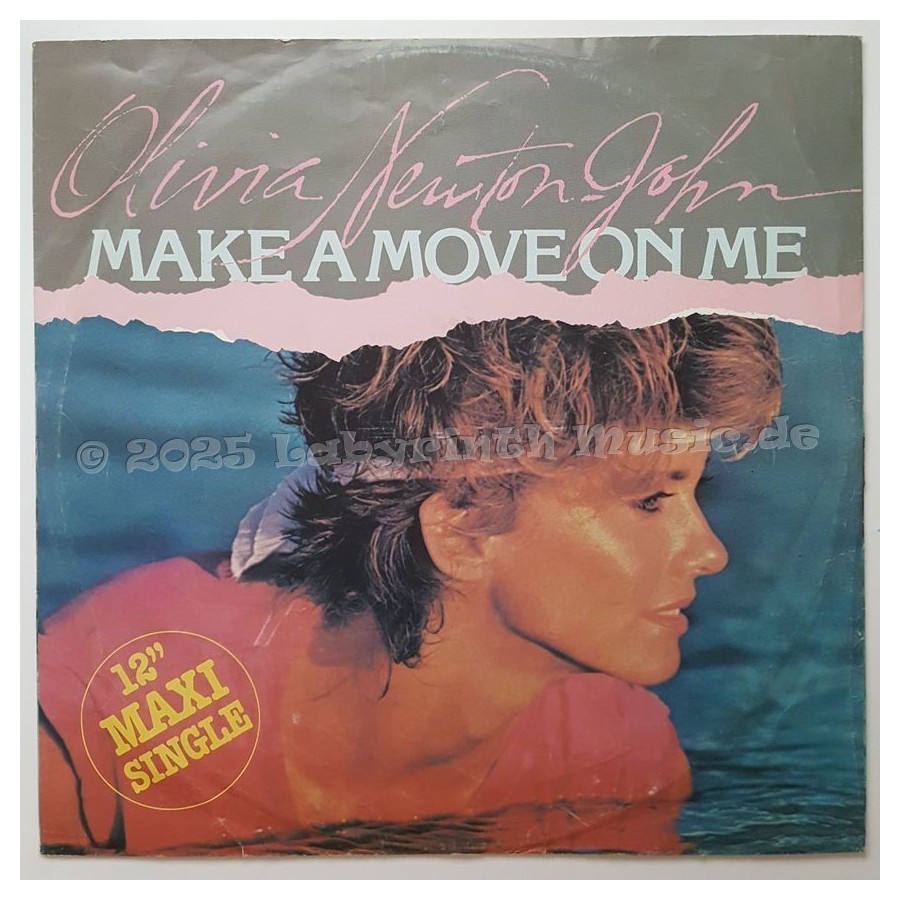 Olivia Newton-John
MAKE A MOVE ON ME
© 2025 Labyrinth Music.de
12”
MAXI
SINGLE